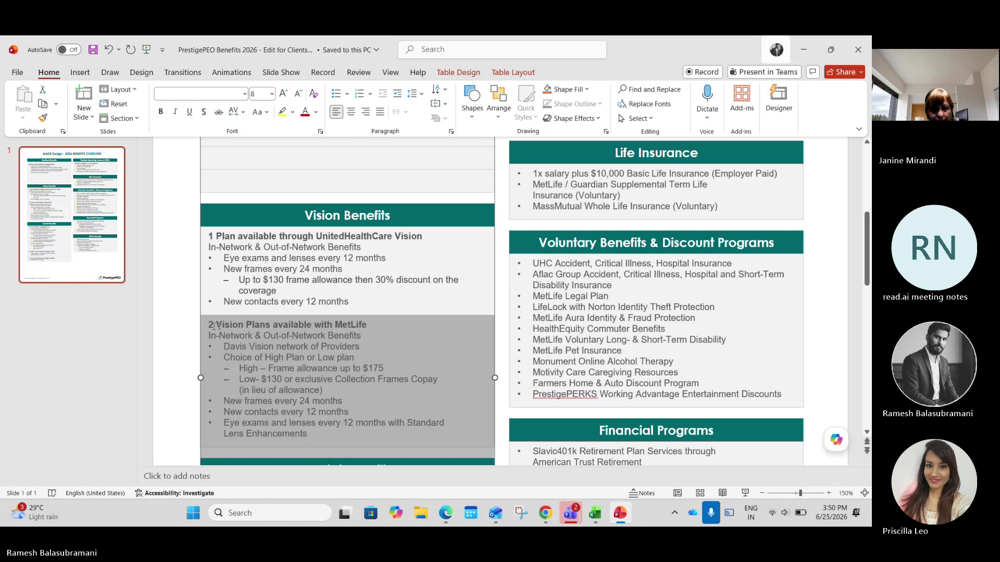 AutoSave Off
PrestigePEO Benefits 2026 - Edit for Clients... • Saved to this PC
Search
File Home Insert Draw Design Transitions Animations Slide Show Record Review View Help Table Design Table Layout
Record Present in Teams Share
Paste
Clipboard
New Slide
Layout
Reset
Section
Slides
8
B I U S ab AV Aa A
Font
Paragraph
Shapes Arrange Quick Styles
Shape Fill
Shape Outline
Shape Effects
Drawing
Find and Replace
Replace Fonts
Select
Editing
Dictate
Voice
Add-ins
Add-ins
Designer
1
MADE Design - 2026 BENEFITS OVERVIEW
Vision Benefits
1 Plan available through UnitedHealthCare Vision
In-Network & Out-of-Network Benefits
• Eye exams and lenses every 12 months
• New frames every 24 months
– Up to $130 frame allowance then 30% discount on the
coverage
• New contacts every 12 months
2 Vision Plans available with MetLife
In-Network & Out-of-Network Benefits
• Davis Vision network of Providers
• Choice of High Plan or Low plan
– High – Frame allowance up to $175
– Low- $130 or exclusive Collection Frames Copay
(in lieu of allowance)
• New frames every 24 months
• New contacts every 12 months
• Eye exams and lenses every 12 months with Standard
Lens Enhancements
Life Insurance
• 1x salary plus $10,000 Basic Life Insurance (Employer Paid)
• MetLife / Guardian Supplemental Term Life
Insurance (Voluntary)
• MassMutual Whole Life Insurance (Voluntary)
Voluntary Benefits & Discount Programs
• UHC Accident, Critical Illness, Hospital Insurance
• Aflac Group Accident, Critical Illness, Hospital and Short-Term
Disability Insurance
• MetLife Legal Plan
• LifeLock with Norton Identity Theft Protection
• MetLife Aura Identity & Fraud Protection
• HealthEquity Commuter Benefits
• MetLife Voluntary Long- & Short-Term Disability
• MetLife Pet Insurance
• Monument Online Alcohol Therapy
• Motivity Care Caregiving Resources
• Farmers Home & Auto Discount Program
• PrestigePERKS Working Advantage Entertainment Discounts
Financial Programs
• Slavic401k Retirement Plan Services through
American Trust Retirement
Click to add notes
Slide 1 of 1 English (United States) Accessibility: Investigate Notes 150%
3
29°C
Light rain
Search
2
ENG
IN
3:50 PM
6/25/2026
Janine Mirandi
RN
read.ai meeting notes
Ramesh Balasubramani
Priscilla Leo
Ramesh Balasubramani